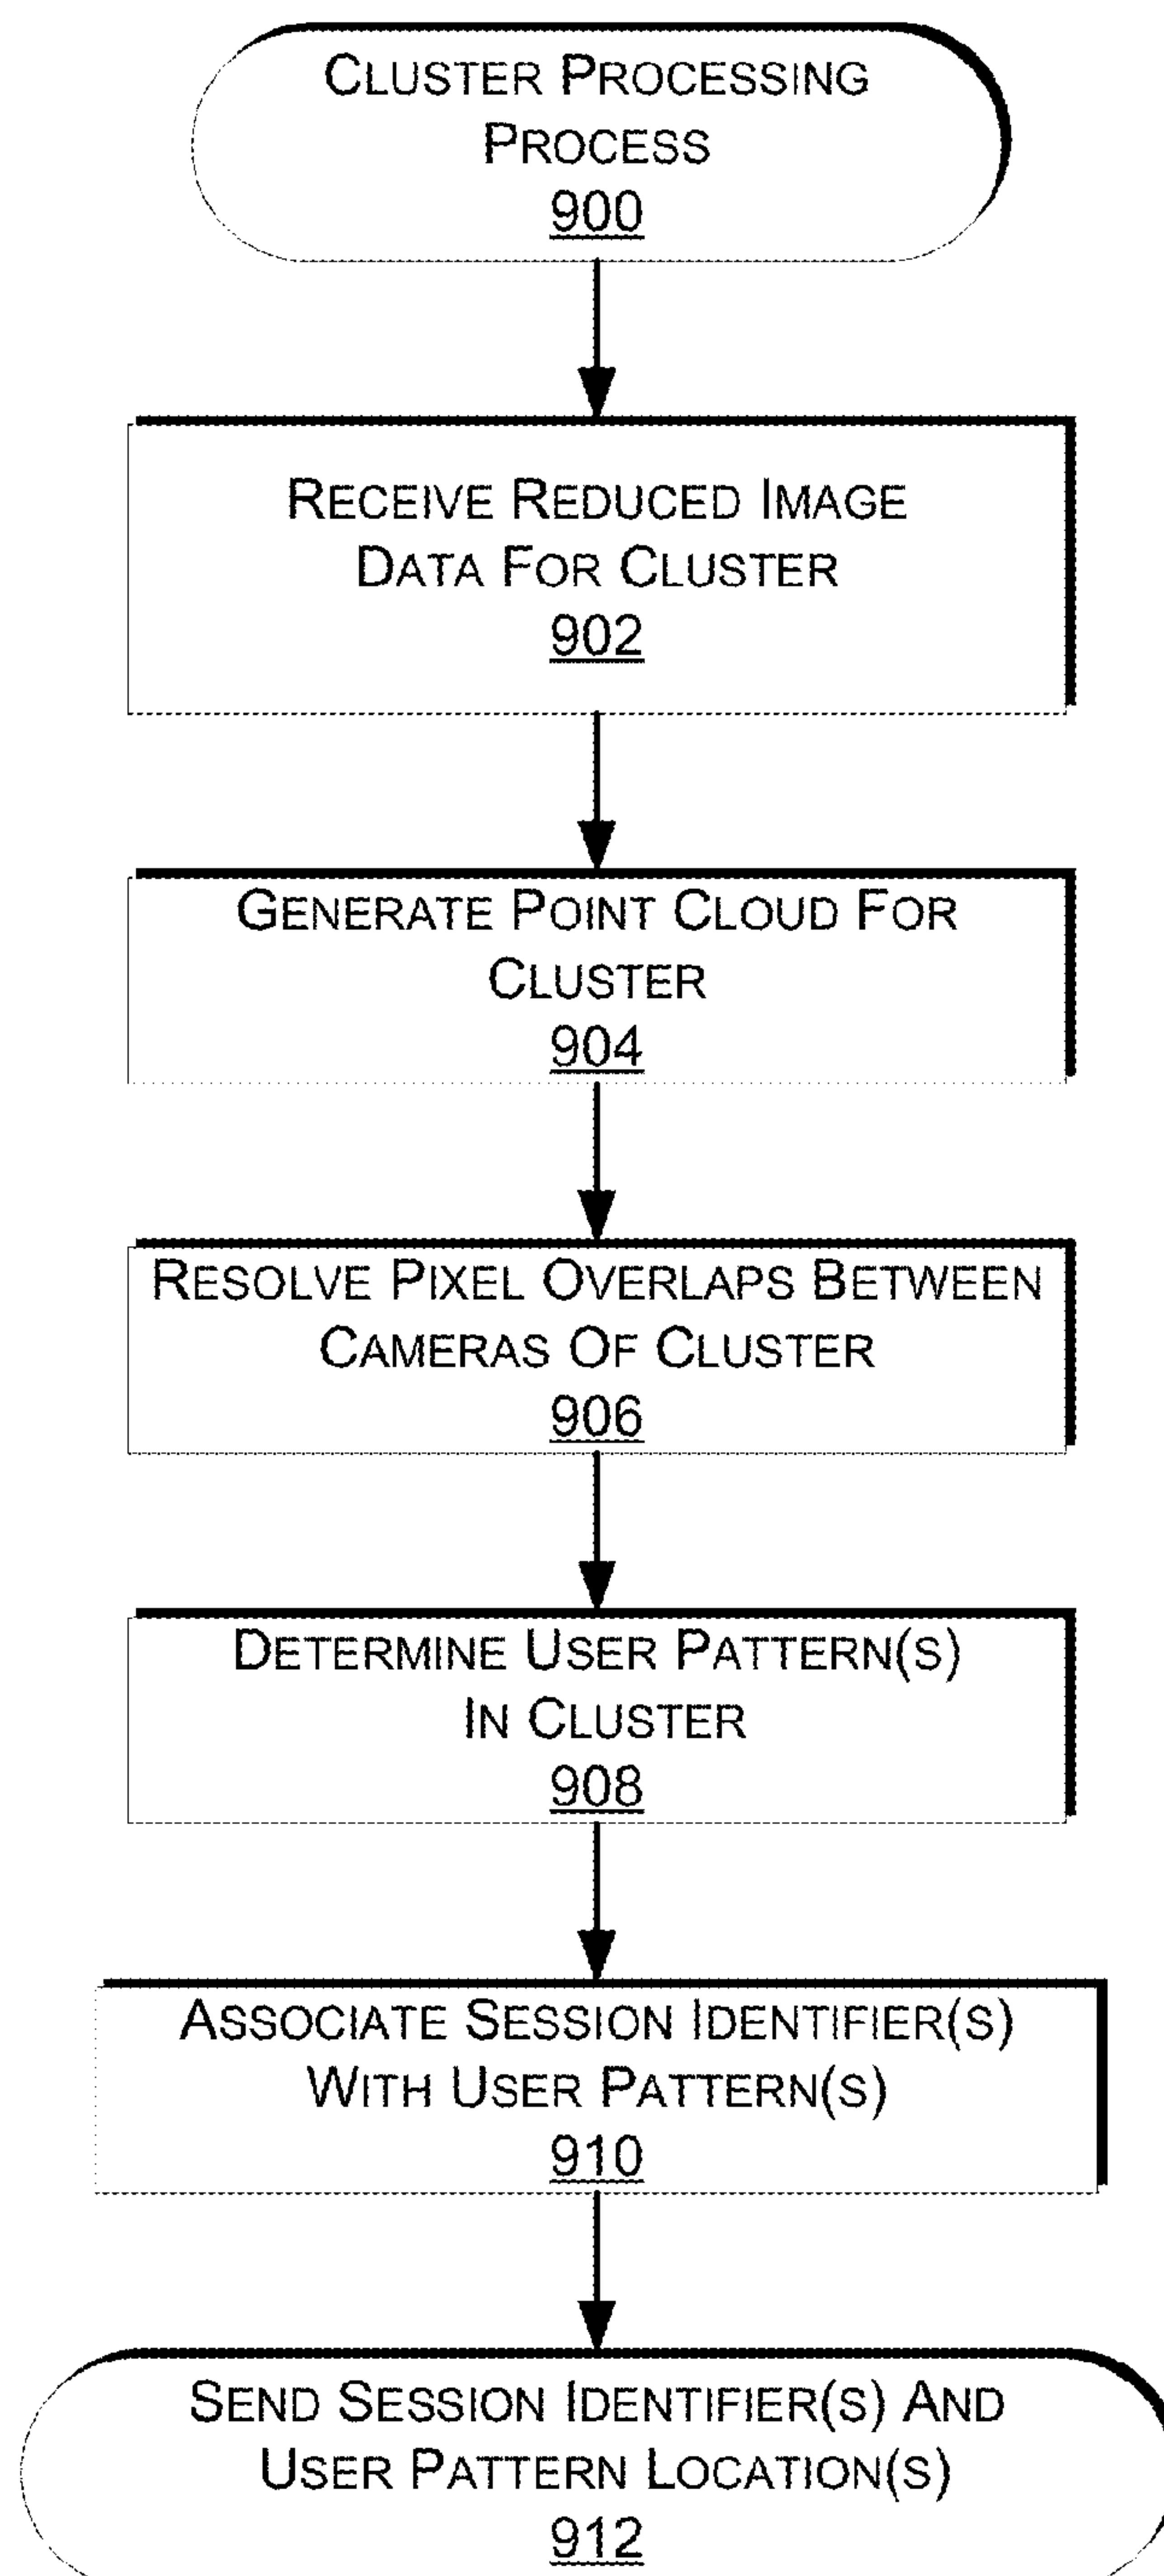 CLUSTER PROCESSING
PROCESS
900
RECEIVE REDUCED IMAGE
DATA FOR CLUSTER
902
GENERATE POINT CLOUD FOR
CLUSTER
904
RESOLVE PIXEL OVERLAPS BETWEEN
CAMERAS OF CLUSTER
906
DETERMINE USER PATTERN(S)
IN CLUSTER
908
ASSOCIATE SESSION IDENTIFIER(S)
WITH USER PATTERN(S)
910
SEND SESSION IDENTIFIER(S) AND
USER PATTERN LOCATION(S)
912